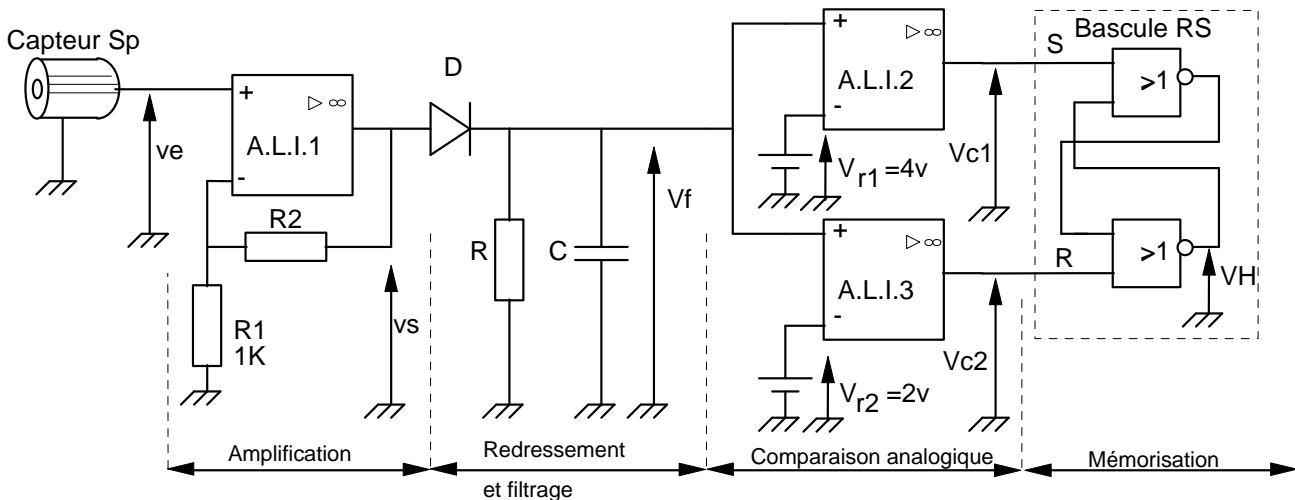 Capteur Sp
ve
+
-
▷ ∞
A.L.I.1
R2
R1
1K
vs
D
R
C
Vf
+
-
▷ ∞
A.L.I.2
Vr1 =4v
Vc1
+
-
▷ ∞
A.L.I.3
Vr2 =2v
Vc2
Bascule RS
S
⩾1
R
⩾1
VH
Amplification
Redressement
et filtrage
Comparaison analogique
Mémorisation